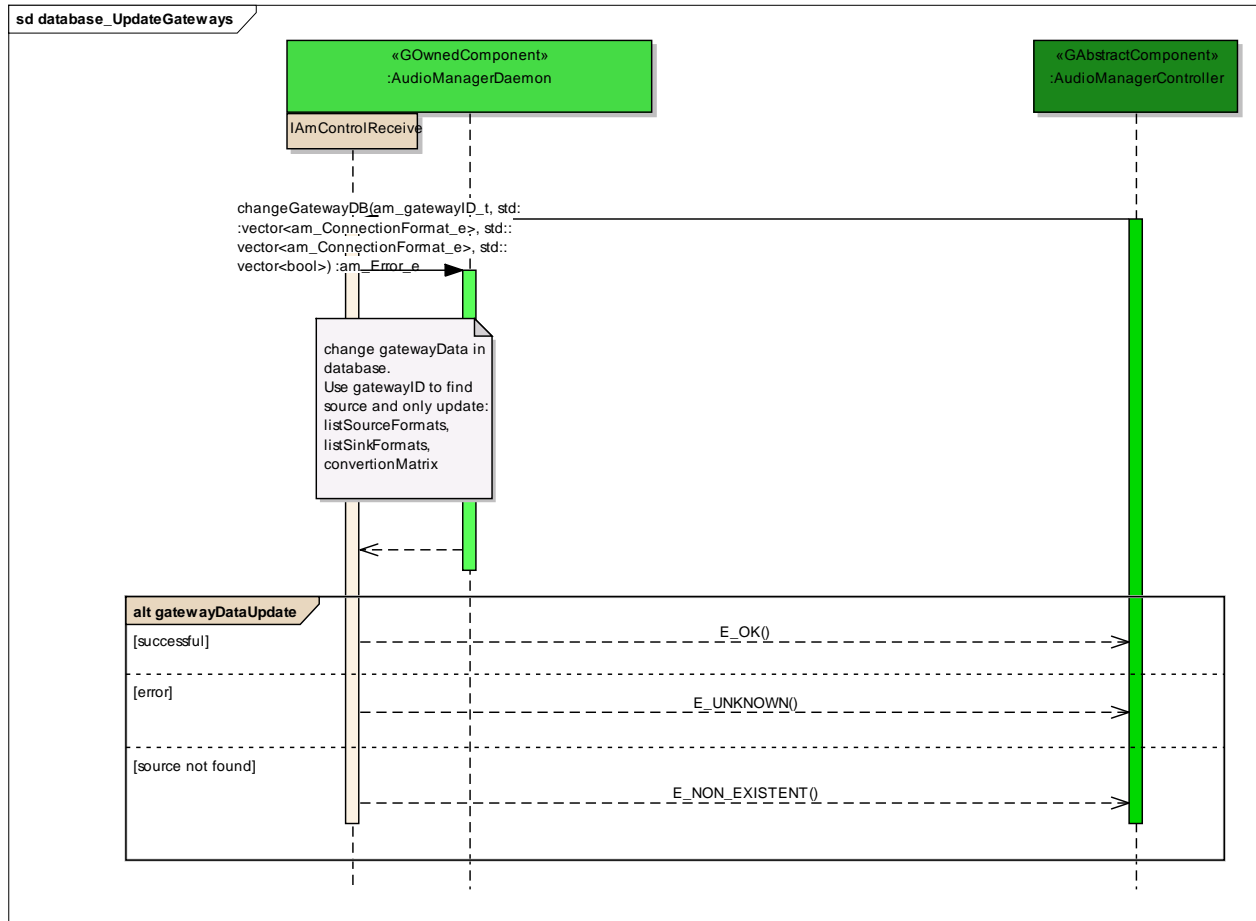 sd database_UpdateGateways
«GOwnedComponent»
:AudioManagerDaemon
«GAbstractComponent»
:AudioManagerController
IAmControlReceive
changeGatewayDB(am_gatewayID_t, std:
:vector<am_ConnectionFormat_e>, std::
vector<am_ConnectionFormat_e>, std::
vector<bool>) :am_Error_e
change gatewayData in
database.
Use gatewayID to find
source and only update:
listSourceFormats,
listSinkFormats,
convertionMatrix
alt gatewayDataUpdate
[successful]
E_OK()
[error]
E_UNKNOWN()
[source not found]
E_NON_EXISTENT()